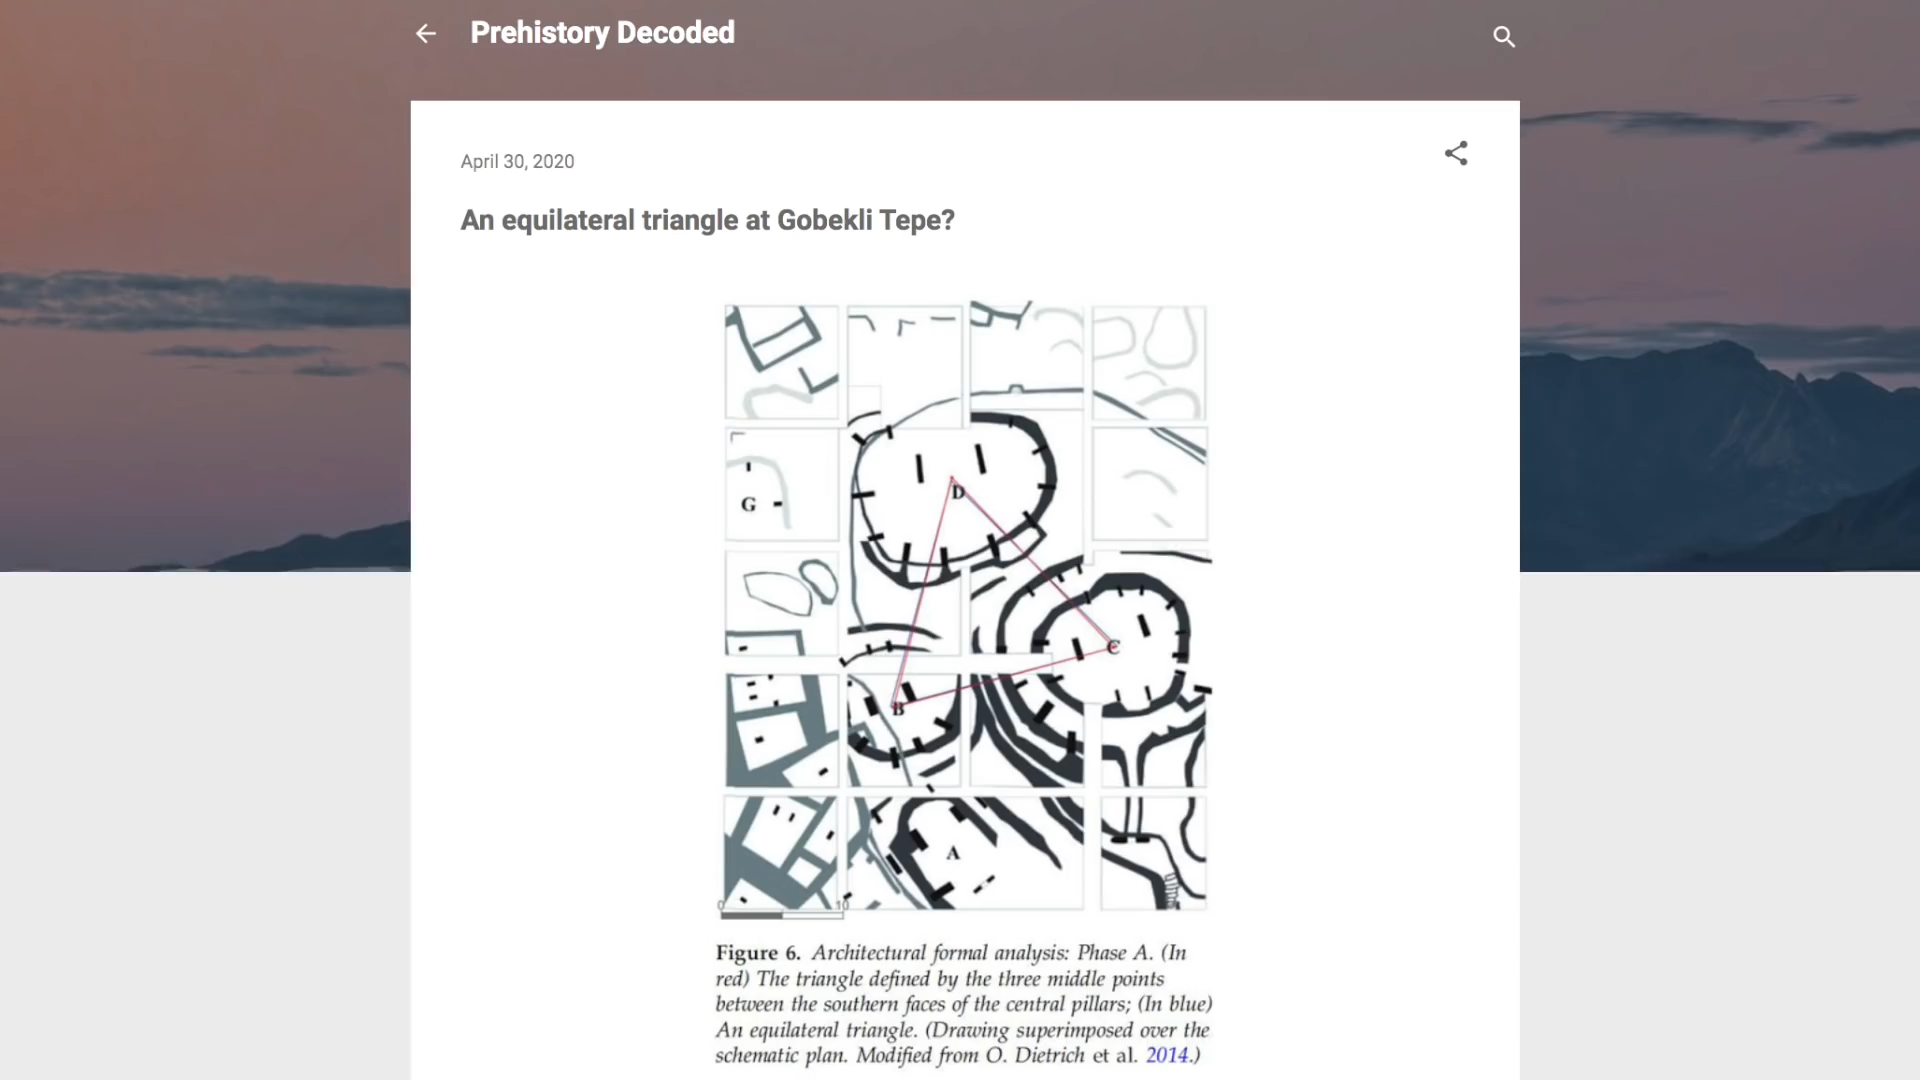 Prehistory Decoded
April 30, 2020
An equilateral triangle at Gobekli Tepe?
D
G
C
B
A
0 10
Figure 6. Architectural formal analysis: Phase A. (In
red) The triangle defined by the three middle points
between the southern faces of the central pillars; (In blue)
An equilateral triangle. (Drawing superimposed over the
schematic plan. Modified from O. Dietrich et al. 2014.)